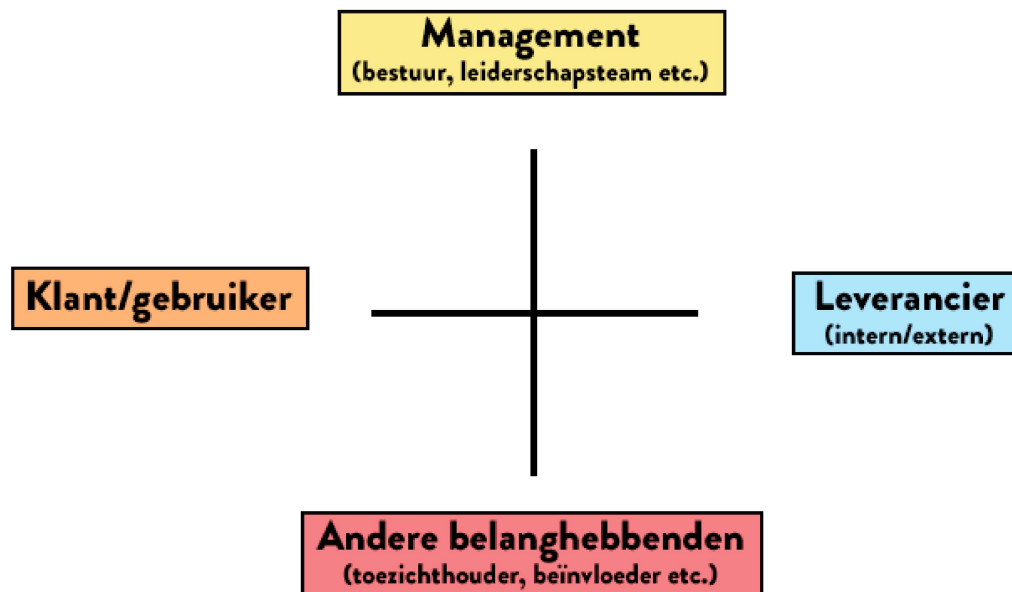 Management
(bestuur, leiderschapsteam etc.)
Klant/gebruiker
Leverancier
(intern/extern)
Andere belanghebbenden
(toezichthouder, beïnvloeder etc.)